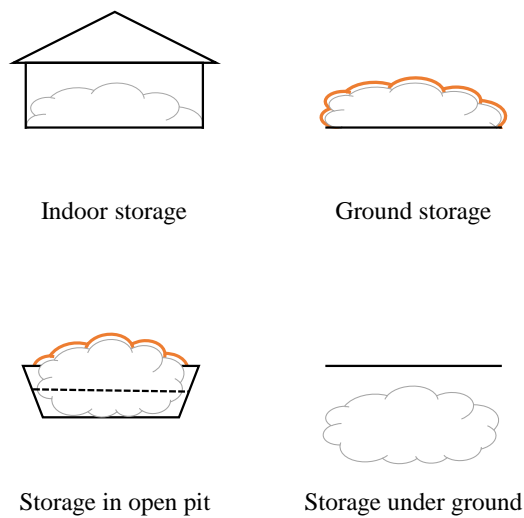 Indoor storage
Ground storage
Storage in open pit
Storage under ground